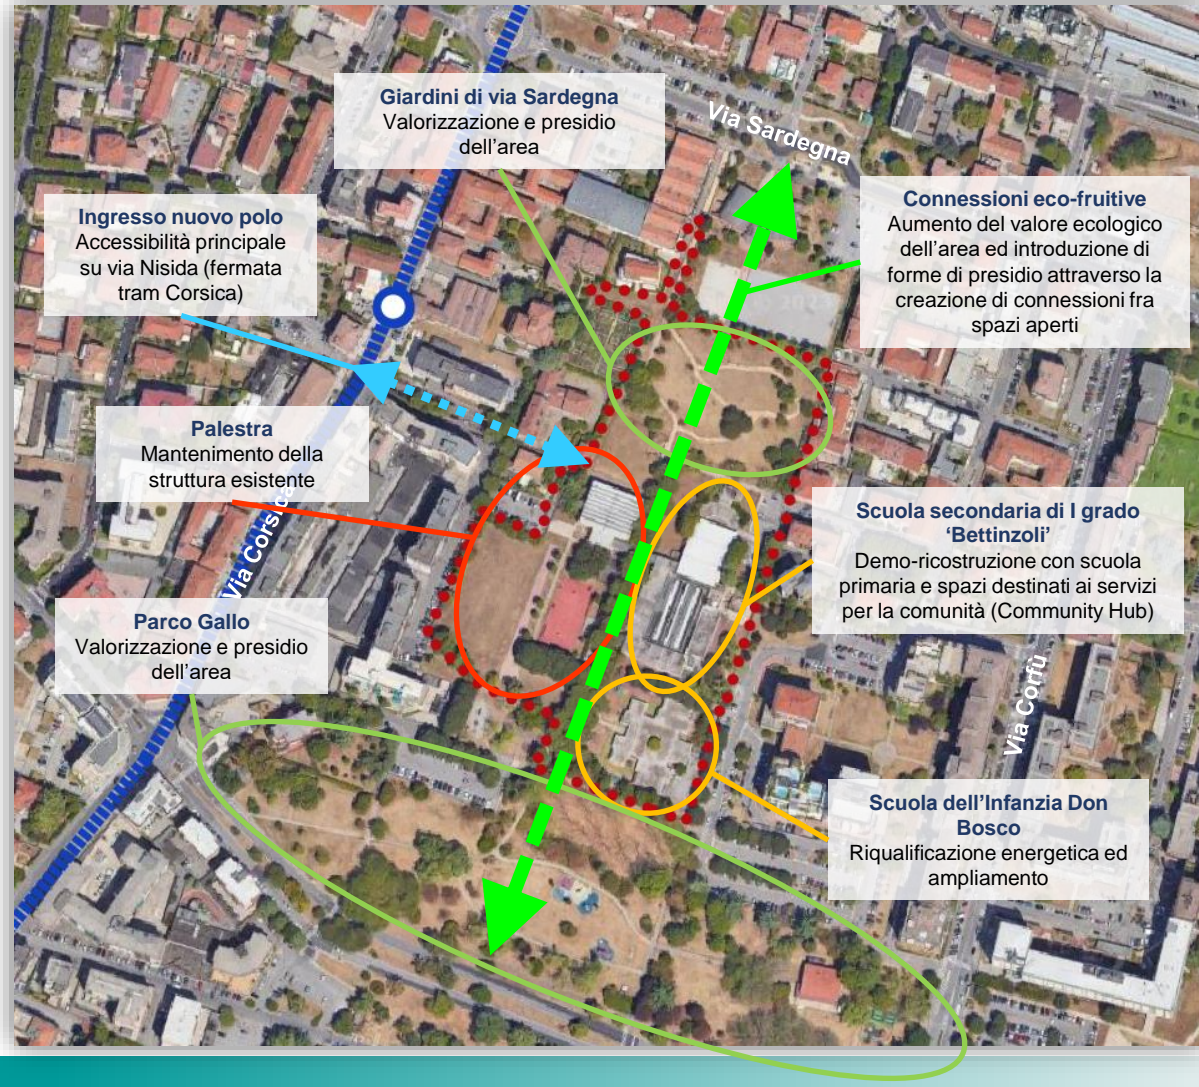 Giardini di via Sardegna
Valorizzazione e presidio
dell’area
Via Sardegna
Ingresso nuovo polo
Accessibilità principale
su via Nisida (fermata
tram Corsica)
Connessioni eco-fruitive
Aumento del valore ecologico
dell’area ed introduzione di
forme di presidio attraverso la
creazione di connessioni fra
spazi aperti
Palestra
Mantenimento della
struttura esistente
Via Corsica
Scuola secondaria di I grado
‘Bettinzoli’
Demo-ricostruzione con scuola
primaria e spazi destinati ai servizi
per la comunità (Community Hub)
Parco Gallo
Valorizzazione e presidio
dell’area
Via Corfù
Scuola dell’Infanzia Don
Bosco
Riqualificazione energetica ed
ampliamento